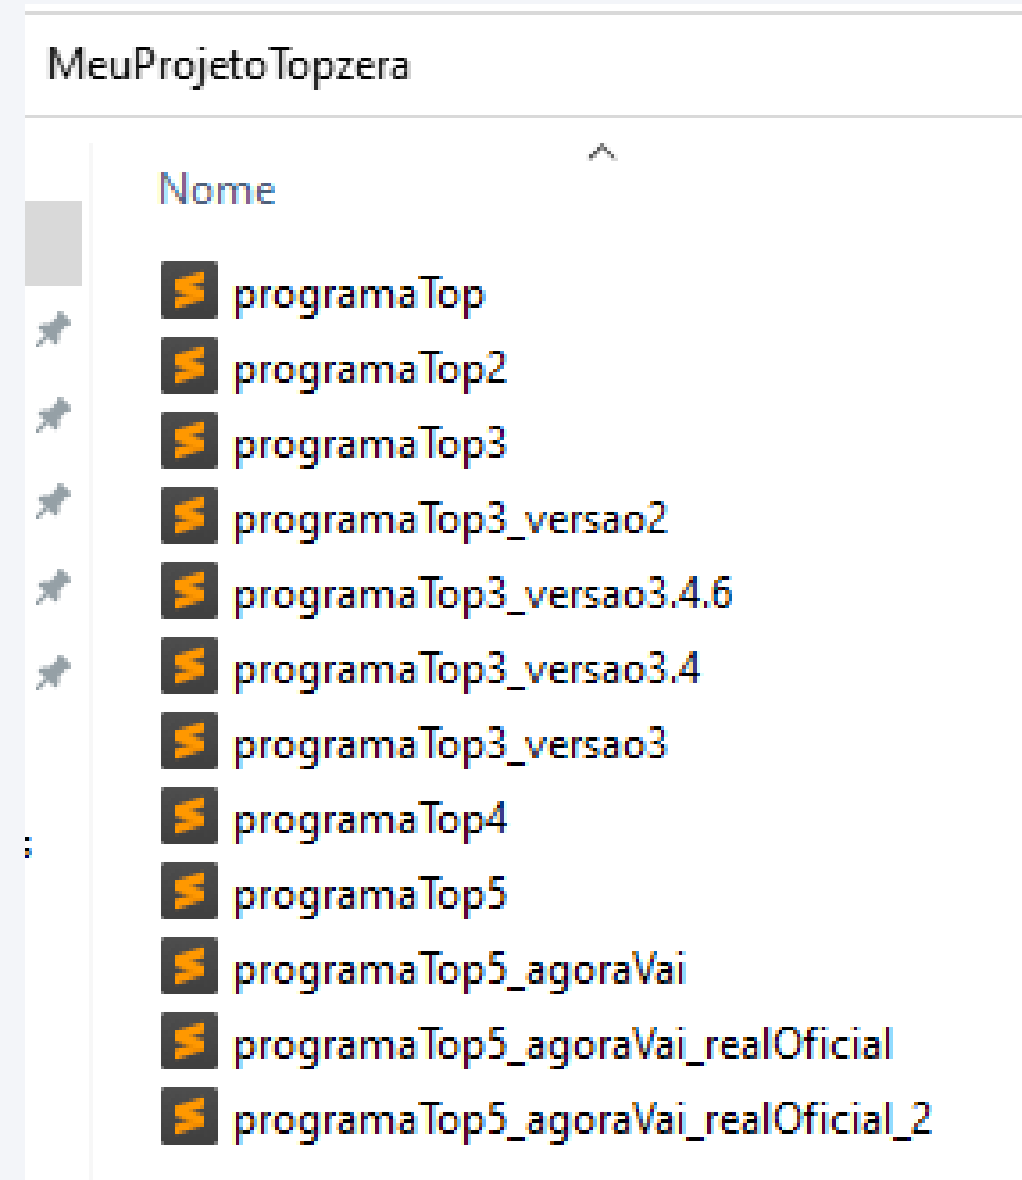 MeuProjetoTopzera
Nome
programaTop
programaTop2
programaTop3
programaTop3_versao2
programaTop3_versao3.4.6
programaTop3_versao3.4
programaTop3_versao3
programaTop4
programaTop5
programaTop5_agoraVai
programaTop5_agoraVai_realOficial
programaTop5_agoraVai_realOficial_2